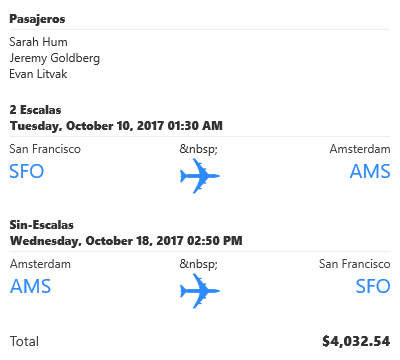 Pasajeros
Sarah Hum
Jeremy Goldberg
Evan Litvak
2 Escalas
Tuesday, October 10, 2017 01:30 AM
San Francisco &nbsp; Amsterdam
SFO AMS
Sin-Escalas
Wednesday, October 18, 2017 02:50 PM
Amsterdam &nbsp; San Francisco
AMS SFO
Total $4,032.54